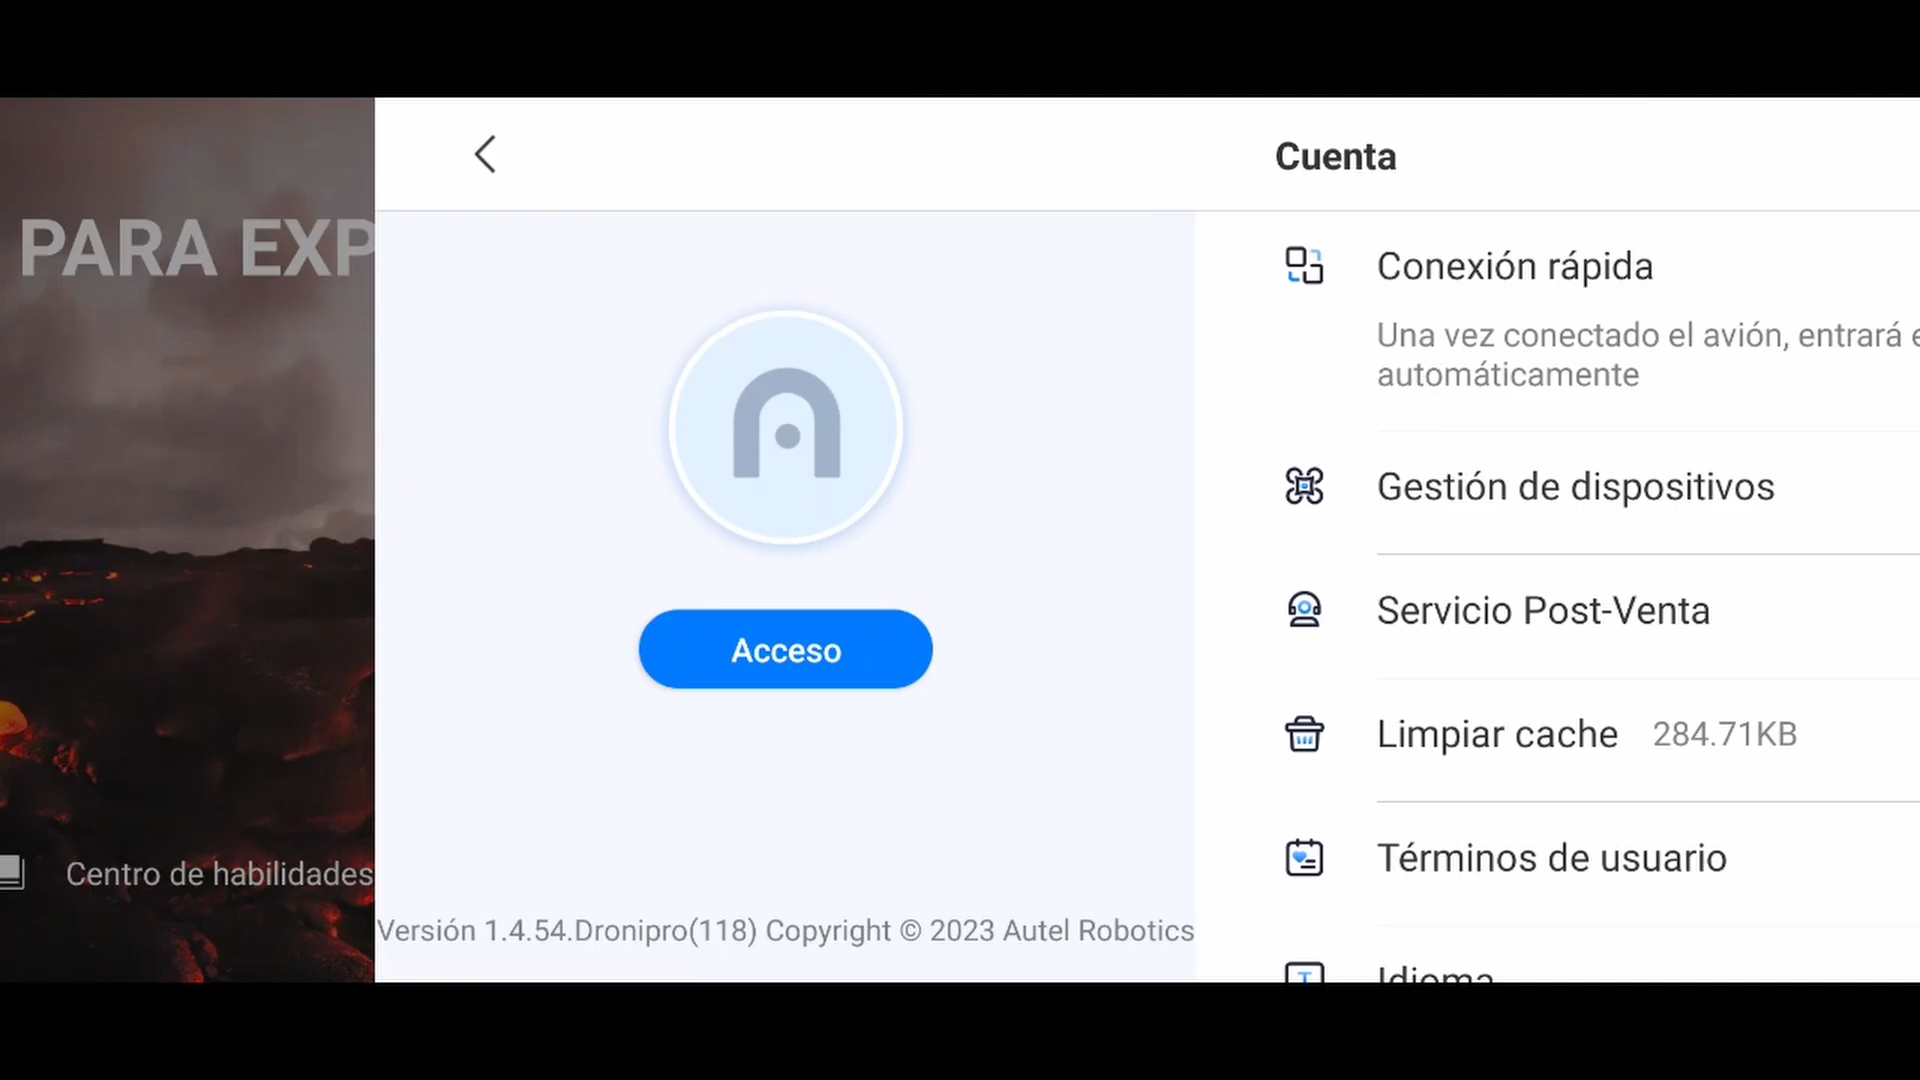 PARA EXP
Cuenta
Conexión rápida
Una vez conectado el avión, entrará
automáticamente
Gestión de dispositivos
Servicio Post-Venta
Acceso
Limpiar cache 284.71KB
Términos de usuario
Centro de habilidades
Versión 1.4.54.Dronipro(118) Copyright © 2023 Autel Robotics
Idioma